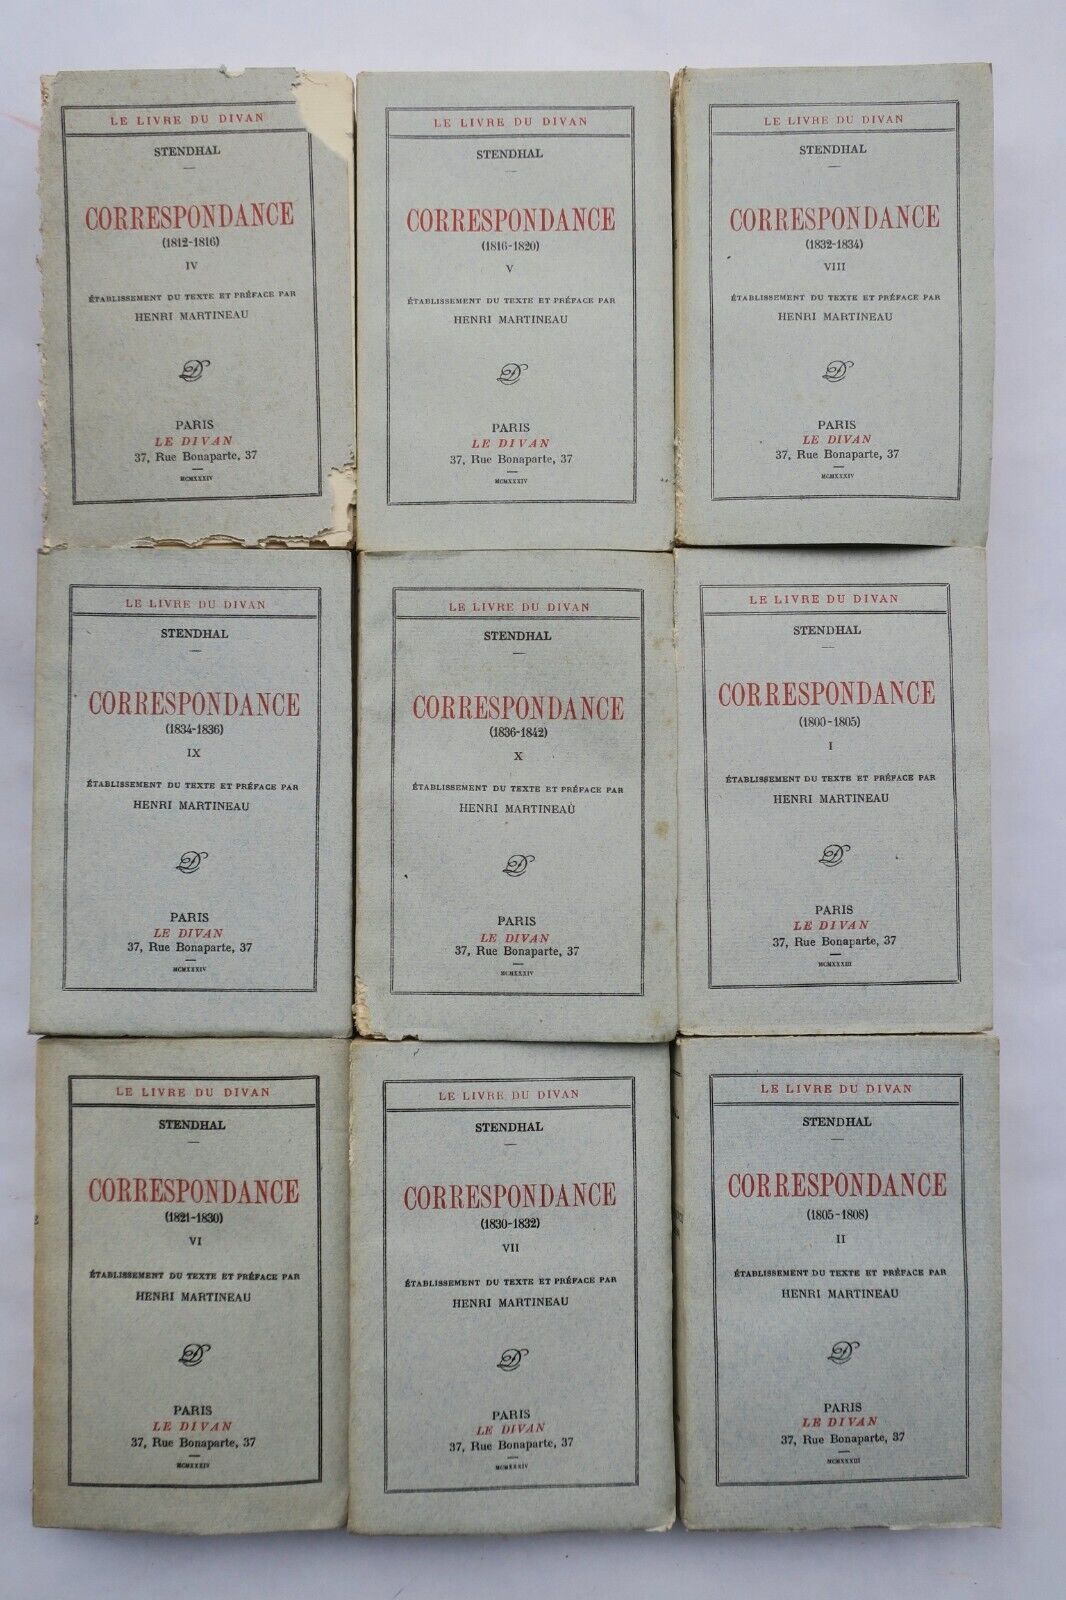 LE LIVRE DU DIVAN
STENDHAL
CORRESPONDANCE
(1812-1816)
IV
ÉTABLISSEMENT DU TEXTE ET PRÉFACE PAR
HENRI MARTINEAU
D
PARIS
LE DIVAN
37, Rue Bonaparte, 37
MCMXXXIV
LE LIVRE DU DIVAN
STENDHAL
CORRESPONDANCE
(1816-1820)
V
ÉTABLISSEMENT DU TEXTE ET PRÉFACE PAR
HENRI MARTINEAU
D
PARIS
LE DIVAN
37, Rue Bonaparte, 37
MCMXXXIV
LE LIVRE DU DIVAN
STENDHAL
CORRESPONDANCE
(1832-1834)
VIII
ÉTABLISSEMENT DU TEXTE ET PRÉFACE PAR
HENRI MARTINEAU
D
PARIS
LE DIVAN
37, Rue Bonaparte, 37
MCMXXXIV
LE LIVRE DU DIVAN
STENDHAL
CORRESPONDANCE
(1834-1836)
IX
ÉTABLISSEMENT DU TEXTE ET PRÉFACE PAR
HENRI MARTINEAU
D
PARIS
LE DIVAN
37, Rue Bonaparte, 37
MCMXXXIV
LE LIVRE DU DIVAN
STENDHAL
CORRESPONDANCE
(1836-1842)
X
ÉTABLISSEMENT DU TEXTE ET PRÉFACE PAR
HENRI MARTINEAU
D
PARIS
LE DIVAN
37, Rue Bonaparte, 37
MCMXXXIV
LE LIVRE DU DIVAN
STENDHAL
CORRESPONDANCE
(1800-1805)
I
ÉTABLISSEMENT DU TEXTE ET PRÉFACE PAR
HENRI MARTINEAU
D
PARIS
LE DIVAN
37, Rue Bonaparte, 37
MCMXXXIII
LE LIVRE DU DIVAN
STENDHAL
CORRESPONDANCE
(1821-1830)
VI
ÉTABLISSEMENT DU TEXTE ET PRÉFACE PAR
HENRI MARTINEAU
D
PARIS
LE DIVAN
37, Rue Bonaparte, 37
MCMXXXIV
LE LIVRE DU DIVAN
STENDHAL
CORRESPONDANCE
(1830-1832)
VII
ÉTABLISSEMENT DU TEXTE ET PRÉFACE PAR
HENRI MARTINEAU
D
PARIS
LE DIVAN
37, Rue Bonaparte, 37
MCMXXXIV
LE LIVRE DU DIVAN
STENDHAL
CORRESPONDANCE
(1805-1808)
II
ÉTABLISSEMENT DU TEXTE ET PRÉFACE PAR
HENRI MARTINEAU
D
PARIS
LE DIVAN
37, Rue Bonaparte, 37
MCMXXXIII